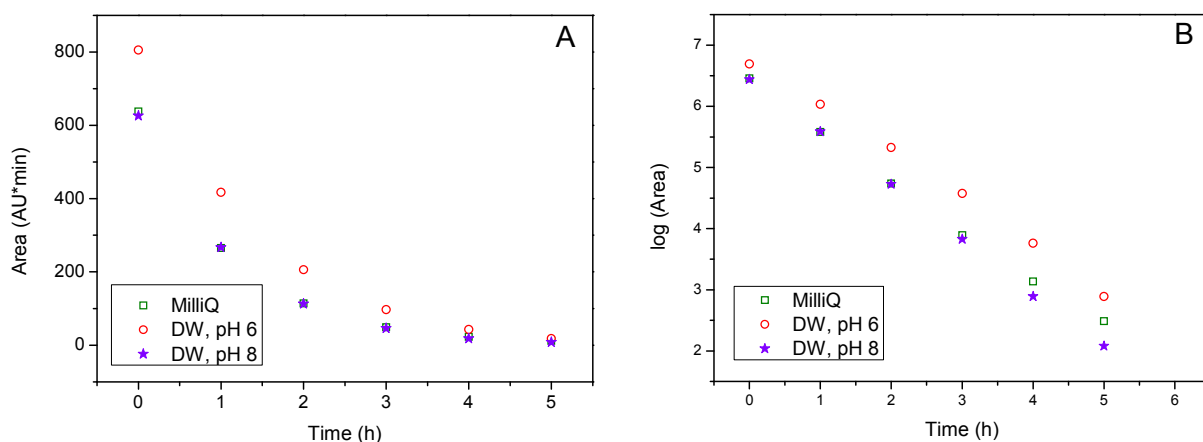 A
Area (AU*min)
800
600
400
200
0
MilliQ
DW, pH 6
DW, pH 8
0 1 2 3 4 5
Time (h)
B
log (Area)
7
6
5
4
3
2
MilliQ
DW, pH 6
DW, pH 8
0 1 2 3 4 5 6
Time (h)